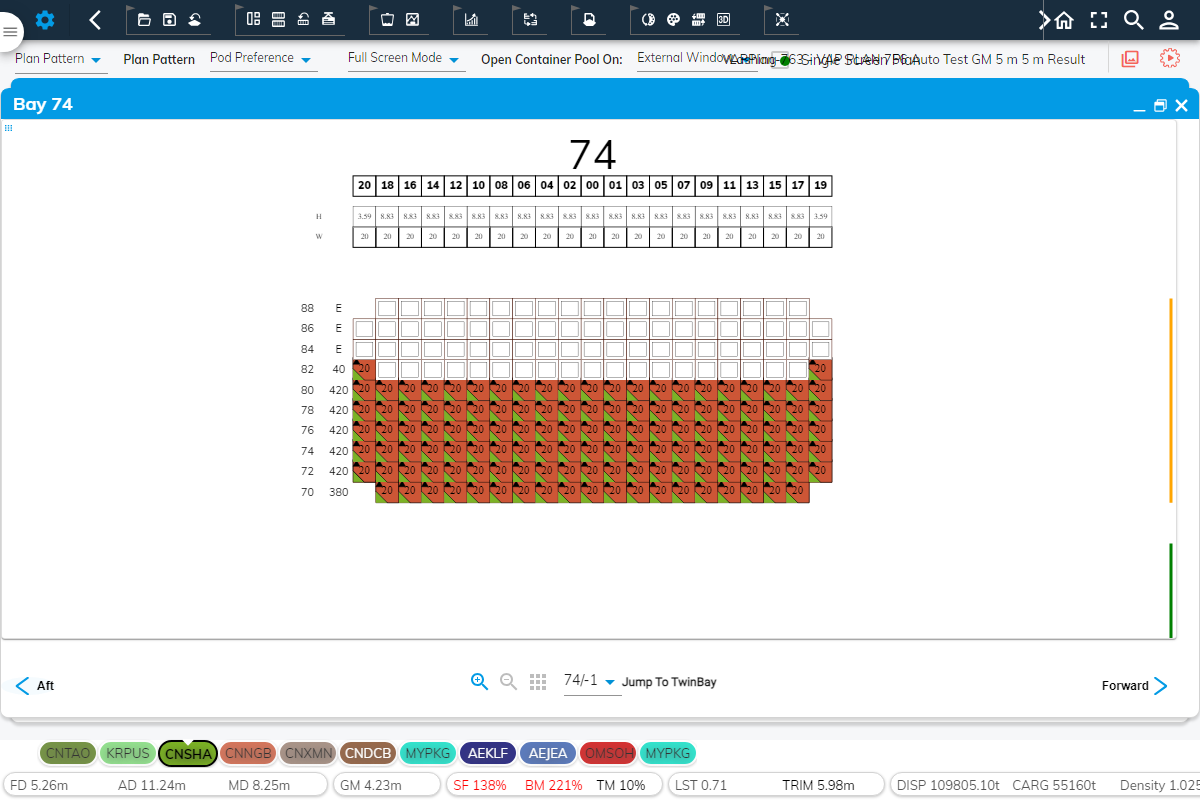 3D
Plan Pattern Plan Pattern Pod Preference Full Screen Mode Open Container Pool On: External Window Single Screen Plan Auto Test GM 5 m 5 m Result
Bay 74
74
20 18 16 14 12 10 08 06 04 02 00 01 03 05 07 09 11 13 15 17 19
H 3.59 8.83 8.83 8.83 8.83 8.83 8.83 8.83 8.83 8.83 8.83 8.83 8.83 8.83 8.83 8.83 8.83 8.83 8.83 8.83 3.59
W 20 20 20 20 20 20 20 20 20 20 20 20 20 20 20 20 20 20 20 20 20
88 E
86 E
84 E
82 40 20 20
80 420 20 20 20 20 20 20 20 20 20 20 20 20 20 20 20 20 20 20 20 20 20
78 420 20 20 20 20 20 20 20 20 20 20 20 20 20 20 20 20 20 20 20 20 20
76 420 20 20 20 20 20 20 20 20 20 20 20 20 20 20 20 20 20 20 20 20 20
74 420 20 20 20 20 20 20 20 20 20 20 20 20 20 20 20 20 20 20 20 20 20
72 420 20 20 20 20 20 20 20 20 20 20 20 20 20 20 20 20 20 20 20 20 20
70 380 20 20 20 20 20 20 20 20 20 20 20 20 20 20 20 20 20 20 20
Aft 74/-1 Jump To TwinBay Forward
CNTAO KRPUS CNSHA CNNGB CNXMN CNDCB MYPKG AEKLF AEJEA OMSOH MYPKG
FD 5.26m AD 11.24m MD 8.25m GM 4.23m SF 138% BM 221% TM 10% LST 0.71 TRIM 5.98m DISP 109805.10t CARG 55160t Density 1.025